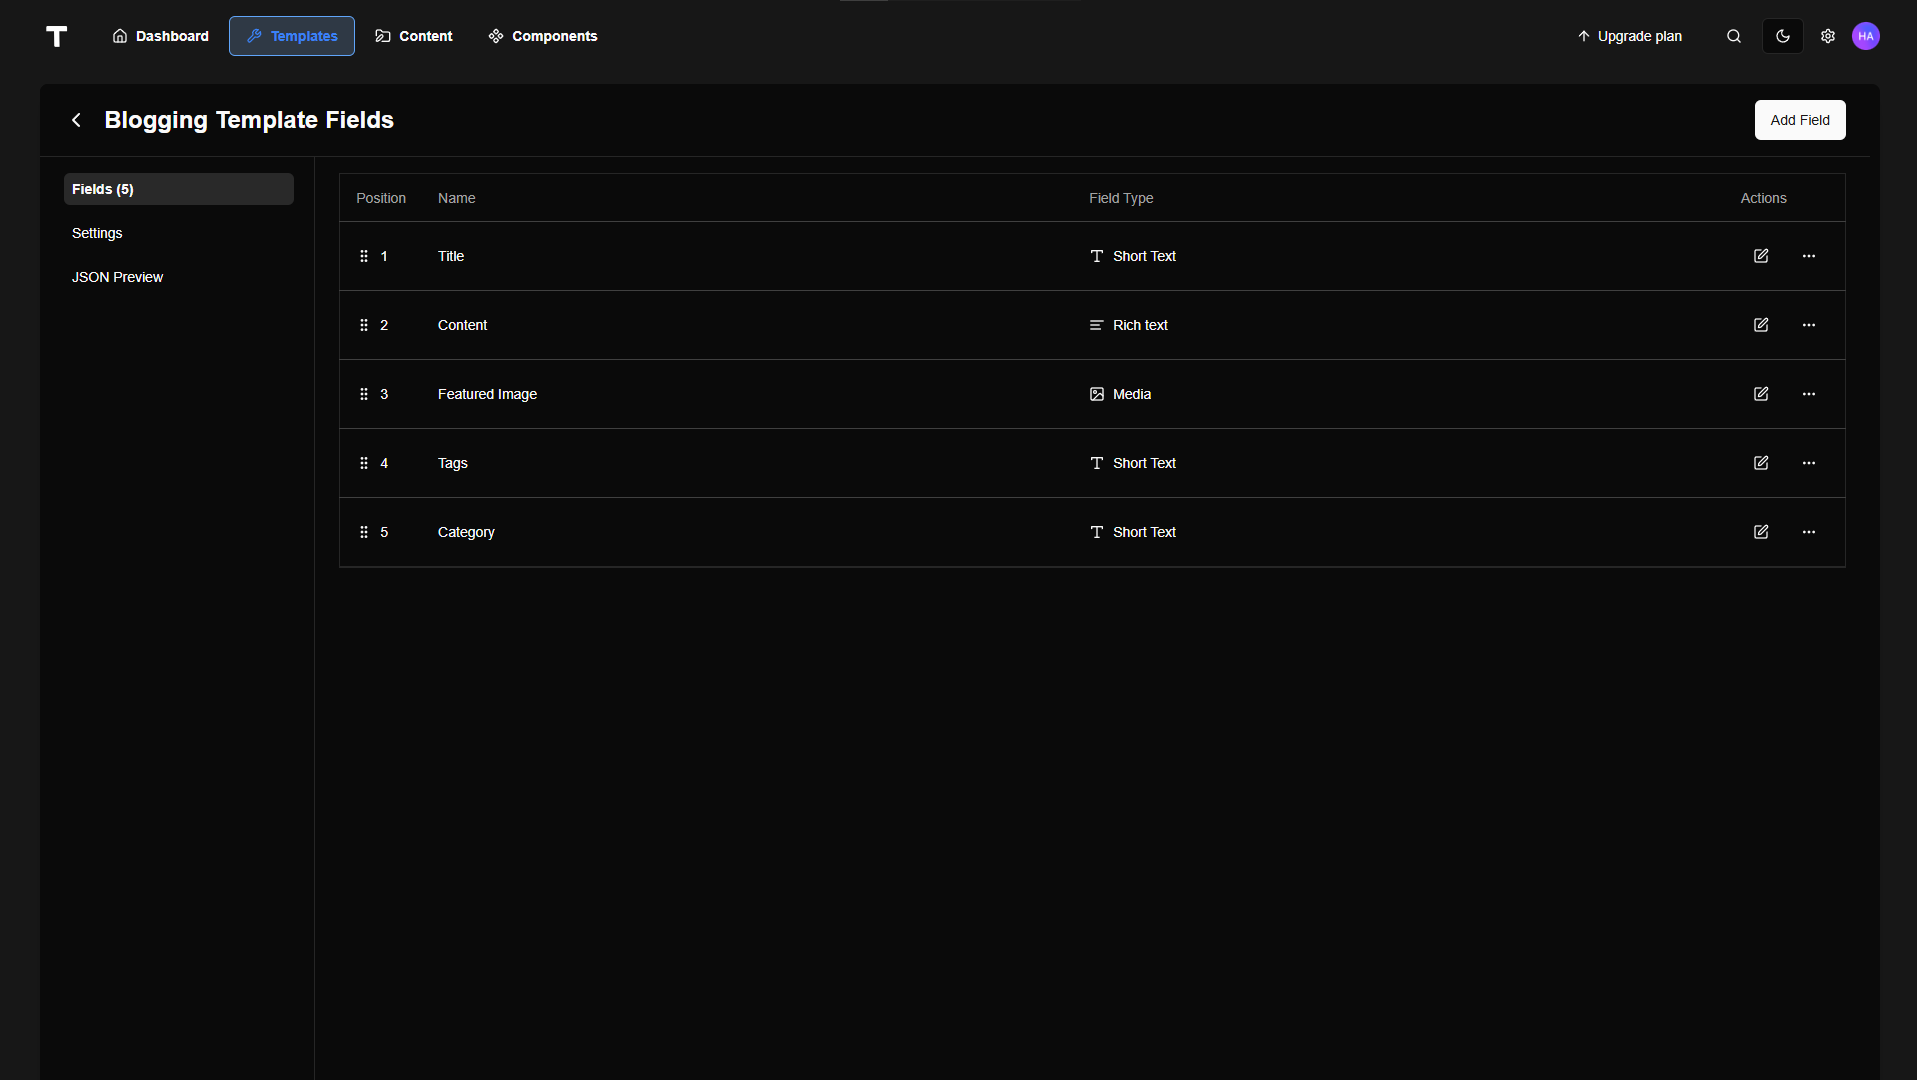 T
Dashboard
Templates
Content
Components
Upgrade plan
HA
Blogging Template Fields
Add Field
Fields (5)
Settings
JSON Preview
Position Name Field Type Actions
1 Title Short Text
2 Content Rich text
3 Featured Image Media
4 Tags Short Text
5 Category Short Text